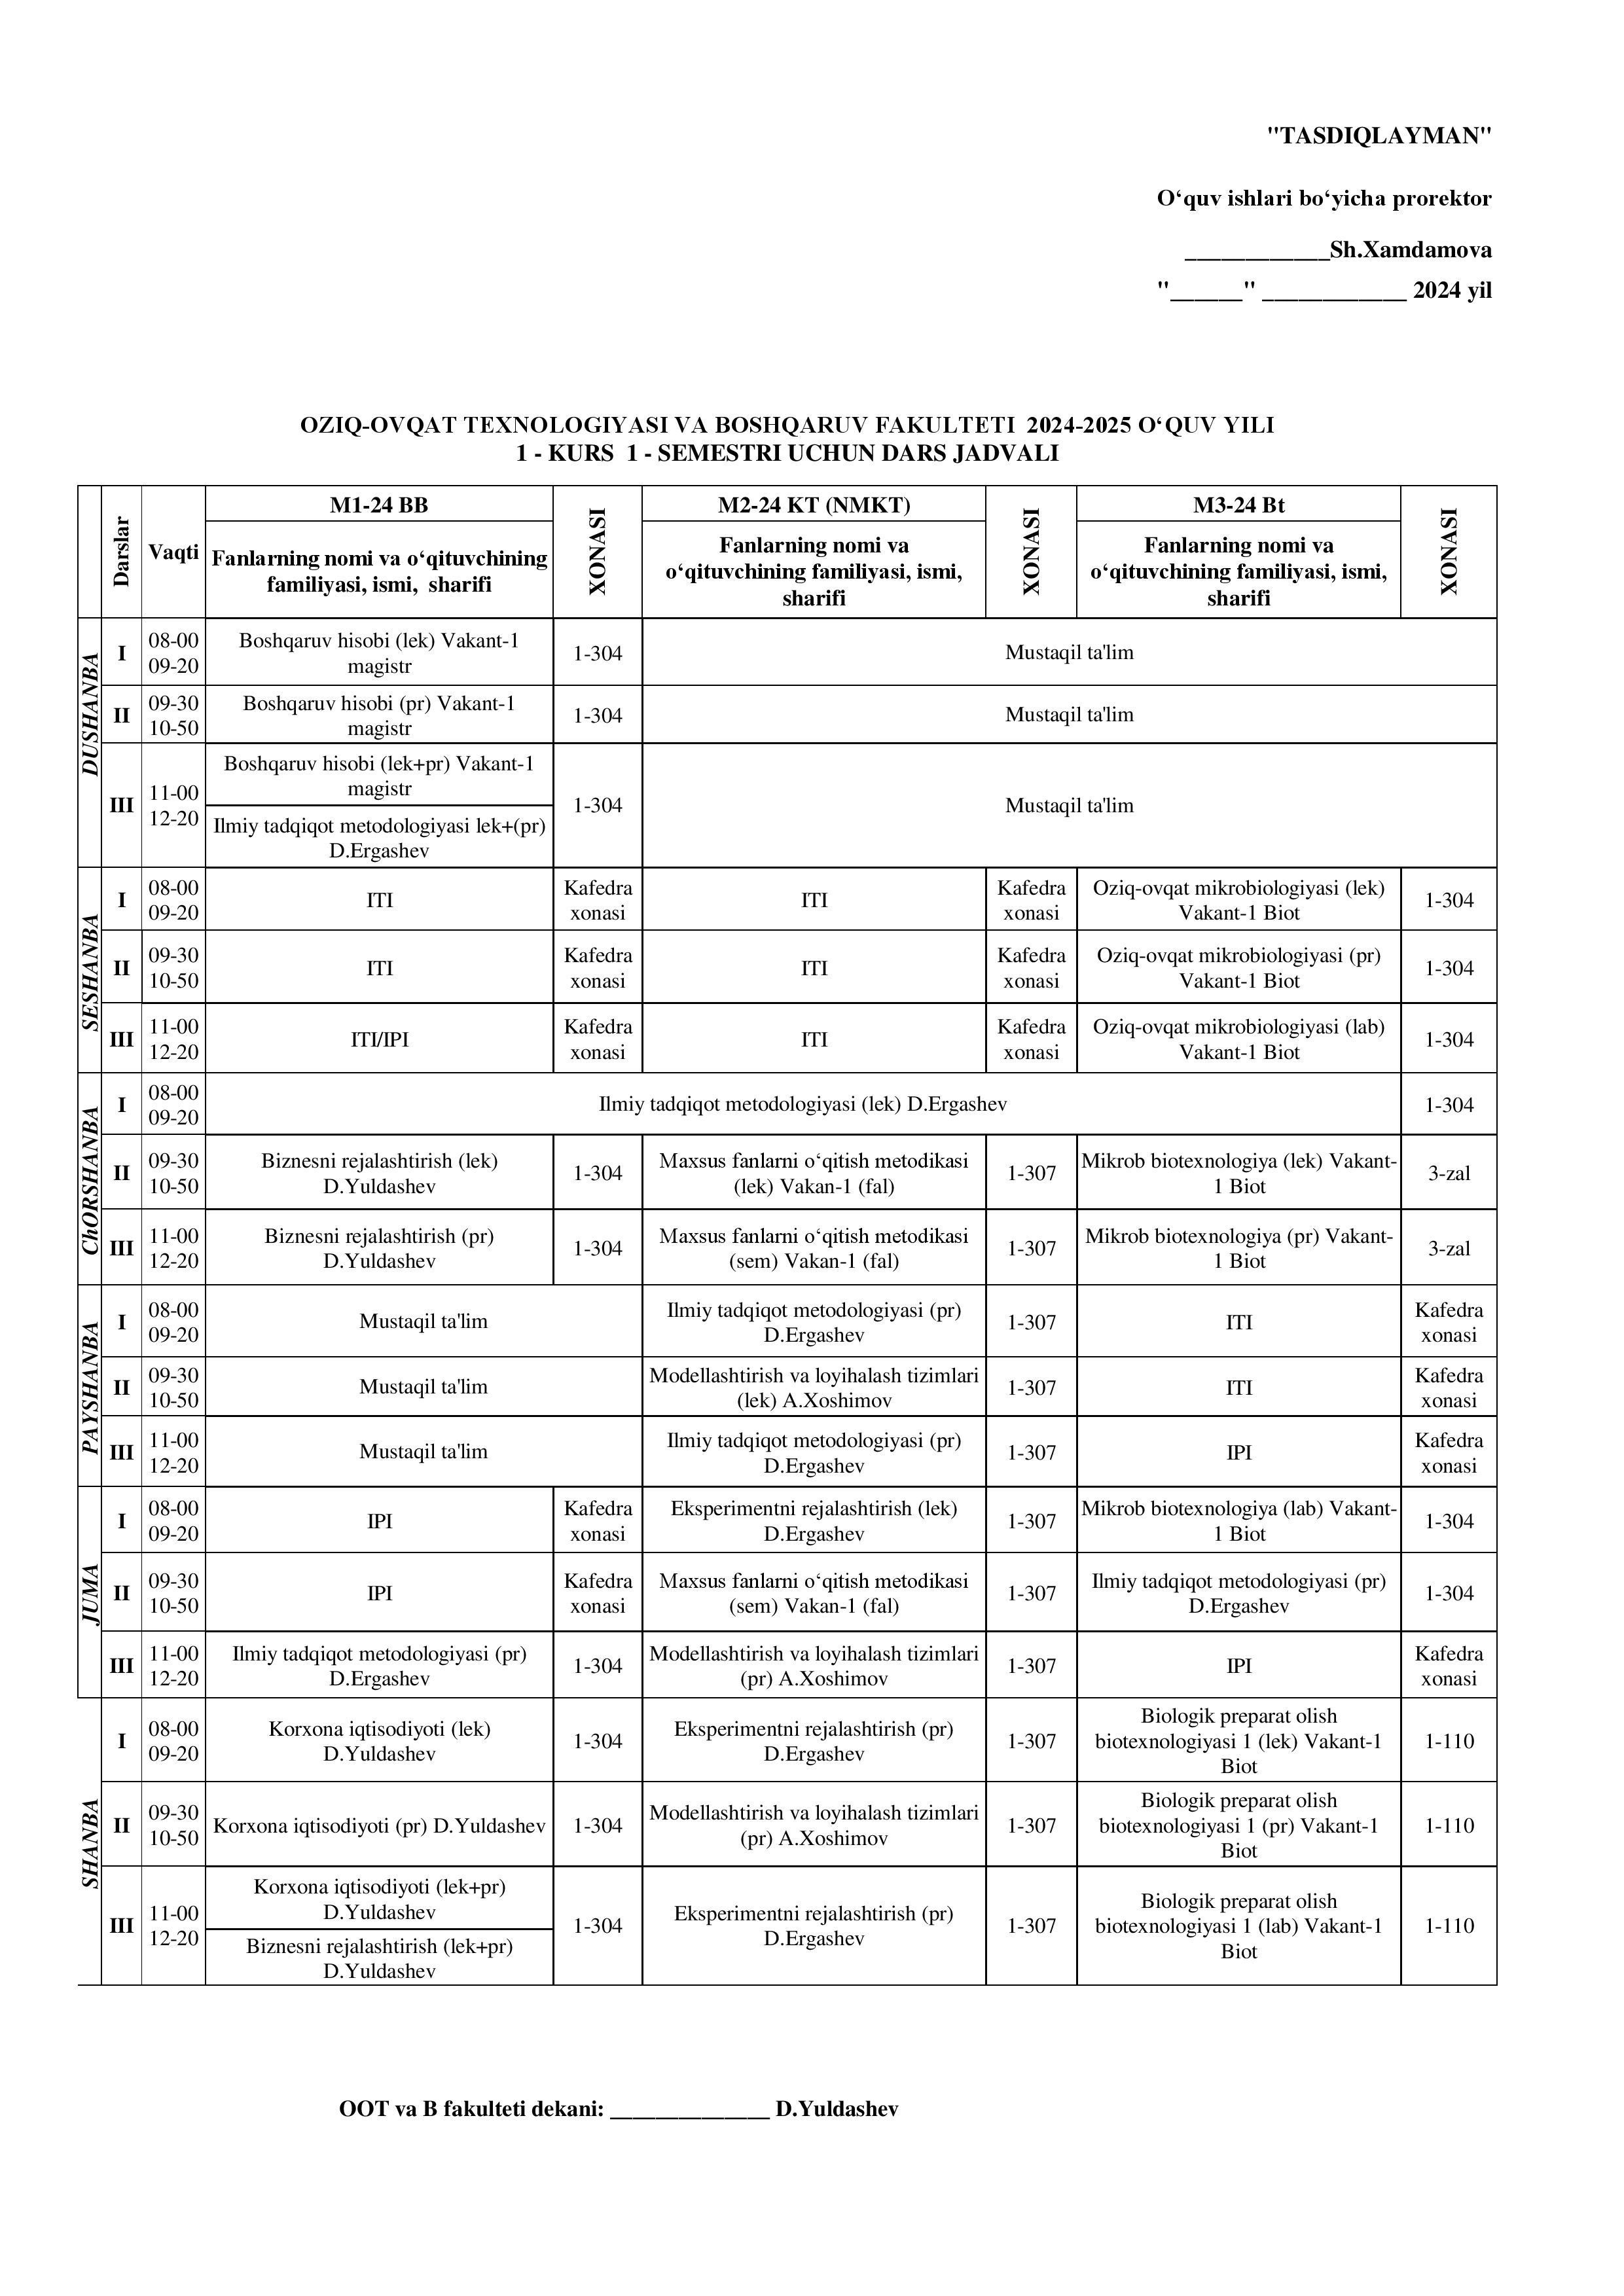 "TASDIQLAYMAN"
O‘quv ishlari bo‘yicha prorektor
____________Sh.Xamdamova
"______" ____________ 2024 yil
OZIQ-OVQAT TEXNOLOGIYASI VA BOSHQARUV FAKULTETI 2024-2025 O‘QUV YILI
1 - KURS 1 - SEMESTRI UCHUN DARS JADVALI
Darslar
Vaqti
M1-24 BB
Fanlarning nomi va o‘qituvchining
familiyasi, ismi, sharifi
XONASI
M2-24 KT (NMKT)
Fanlarning nomi va
o‘qituvchining familiyasi, ismi,
sharifi
XONASI
M3-24 Bt
Fanlarning nomi va
o‘qituvchining familiyasi, ismi,
sharifi
XONASI
DUSHANBA
I
08-00
09-20
Boshqaruv hisobi (lek) Vakant-1
magistr
1-304
Mustaqil ta'lim
II
09-30
10-50
Boshqaruv hisobi (pr) Vakant-1
magistr
1-304
Mustaqil ta'lim
III
11-00
12-20
Boshqaruv hisobi (lek+pr) Vakant-1
magistr
Ilmiy tadqiqot metodologiyasi lek+(pr)
D.Ergashev
1-304
Mustaqil ta'lim
SESHANBA
I
08-00
09-20
ITI
Kafedra
xonasi
ITI
Kafedra
xonasi
Oziq-ovqat mikrobiologiyasi (lek)
Vakant-1 Biot
1-304
II
09-30
10-50
ITI
Kafedra
xonasi
ITI
Kafedra
xonasi
Oziq-ovqat mikrobiologiyasi (pr)
Vakant-1 Biot
1-304
III
11-00
12-20
ITI/IPI
Kafedra
xonasi
ITI
Kafedra
xonasi
Oziq-ovqat mikrobiologiyasi (lab)
Vakant-1 Biot
1-304
ChORSHANBA
I
08-00
09-20
Ilmiy tadqiqot metodologiyasi (lek) D.Ergashev
1-304
II
09-30
10-50
Biznesni rejalashtirish (lek)
D.Yuldashev
1-304
Maxsus fanlarni o‘qitish metodikasi
(lek) Vakan-1 (fal)
1-307
Mikrob biotexnologiya (lek) Vakant-
1 Biot
3-zal
III
11-00
12-20
Biznesni rejalashtirish (pr)
D.Yuldashev
1-304
Maxsus fanlarni o‘qitish metodikasi
(sem) Vakan-1 (fal)
1-307
Mikrob biotexnologiya (pr) Vakant-
1 Biot
3-zal
PAYSHANBA
I
08-00
09-20
Mustaqil ta'lim
Ilmiy tadqiqot metodologiyasi (pr)
D.Ergashev
1-307
ITI
Kafedra
xonasi
II
09-30
10-50
Mustaqil ta'lim
Modellashtirish va loyihalash tizimlari
(lek) A.Xoshimov
1-307
ITI
Kafedra
xonasi
III
11-00
12-20
Mustaqil ta'lim
Ilmiy tadqiqot metodologiyasi (pr)
D.Ergashev
1-307
IPI
Kafedra
xonasi
JUMA
I
08-00
09-20
IPI
Kafedra
xonasi
Eksperimentni rejalashtirish (lek)
D.Ergashev
1-307
Mikrob biotexnologiya (lab) Vakant-
1 Biot
1-304
II
09-30
10-50
IPI
Kafedra
xonasi
Maxsus fanlarni o‘qitish metodikasi
(sem) Vakan-1 (fal)
1-307
Ilmiy tadqiqot metodologiyasi (pr)
D.Ergashev
1-304
III
11-00
12-20
Ilmiy tadqiqot metodologiyasi (pr)
D.Ergashev
1-304
Modellashtirish va loyihalash tizimlari
(pr) A.Xoshimov
1-307
IPI
Kafedra
xonasi
SHANBA
I
08-00
09-20
Korxona iqtisodiyoti (lek)
D.Yuldashev
1-304
Eksperimentni rejalashtirish (pr)
D.Ergashev
1-307
Biologik preparat olish
biotexnologiyasi 1 (lek) Vakant-1
Biot
1-110
II
09-30
10-50
Korxona iqtisodiyoti (pr) D.Yuldashev
1-304
Modellashtirish va loyihalash tizimlari
(pr) A.Xoshimov
1-307
Biologik preparat olish
biotexnologiyasi 1 (pr) Vakant-1
Biot
1-110
III
11-00
12-20
Korxona iqtisodiyoti (lek+pr)
D.Yuldashev
Biznesni rejalashtirish (lek+pr)
D.Yuldashev
1-304
Eksperimentni rejalashtirish (pr)
D.Ergashev
1-307
Biologik preparat olish
biotexnologiyasi 1 (lab) Vakant-1
Biot
1-110
OOT va B fakulteti dekani: ______________ D.Yuldashev